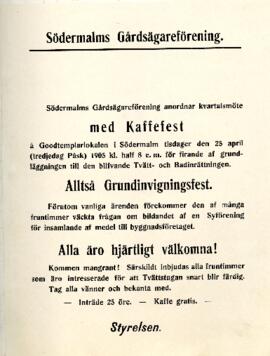 Södermalms Gårdsägareförening.
Södermalms Gårdsägareförening anordnar kvartalsmöte
med Kaffefest
à Goodtemplarlokalen i Södermalm tisdagen den 25 april
(tredjedag Påsk) 1905 kl. half 8 e. m. för firande af grund-
läggningen till den blifvande Tvätt- och Badinrättningen.
Alltså Grundinvigningsfest.
Förutom vanliga ärenden förekommer den af många
fruntimmer väckta frågan om bildandet af en Syförening
för insamlande af medel till byggnadsföretaget.
Alla äro hjärtligt välkomna!
Kommen mangrant! Särskildt inbjudas alla fruntimmer
som äro intresserade för att Tvättstugan snart blir färdig.
Tag alla vänner och bekanta med.
— Inträde 25 öre. — Kaffe gratis. —
Styrelsen.